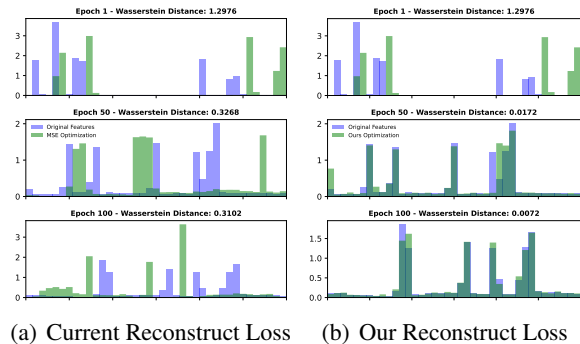 Epoch 1 - Wasserstein Distance: 1.2976
3
2
1
0
Epoch 50 - Wasserstein Distance: 0.3268
Original Features
MSE Optimization
2
1
0
Epoch 100 - Wasserstein Distance: 0.3102
3
2
1
0
(a) Current Reconstruct Loss
Epoch 1 - Wasserstein Distance: 1.2976
3
2
1
0
Epoch 50 - Wasserstein Distance: 0.0172
Original Features
Ours Optimization
2
1
0
Epoch 100 - Wasserstein Distance: 0.0072
1.5
1.0
0.5
0.0
(b) Our Reconstruct Loss